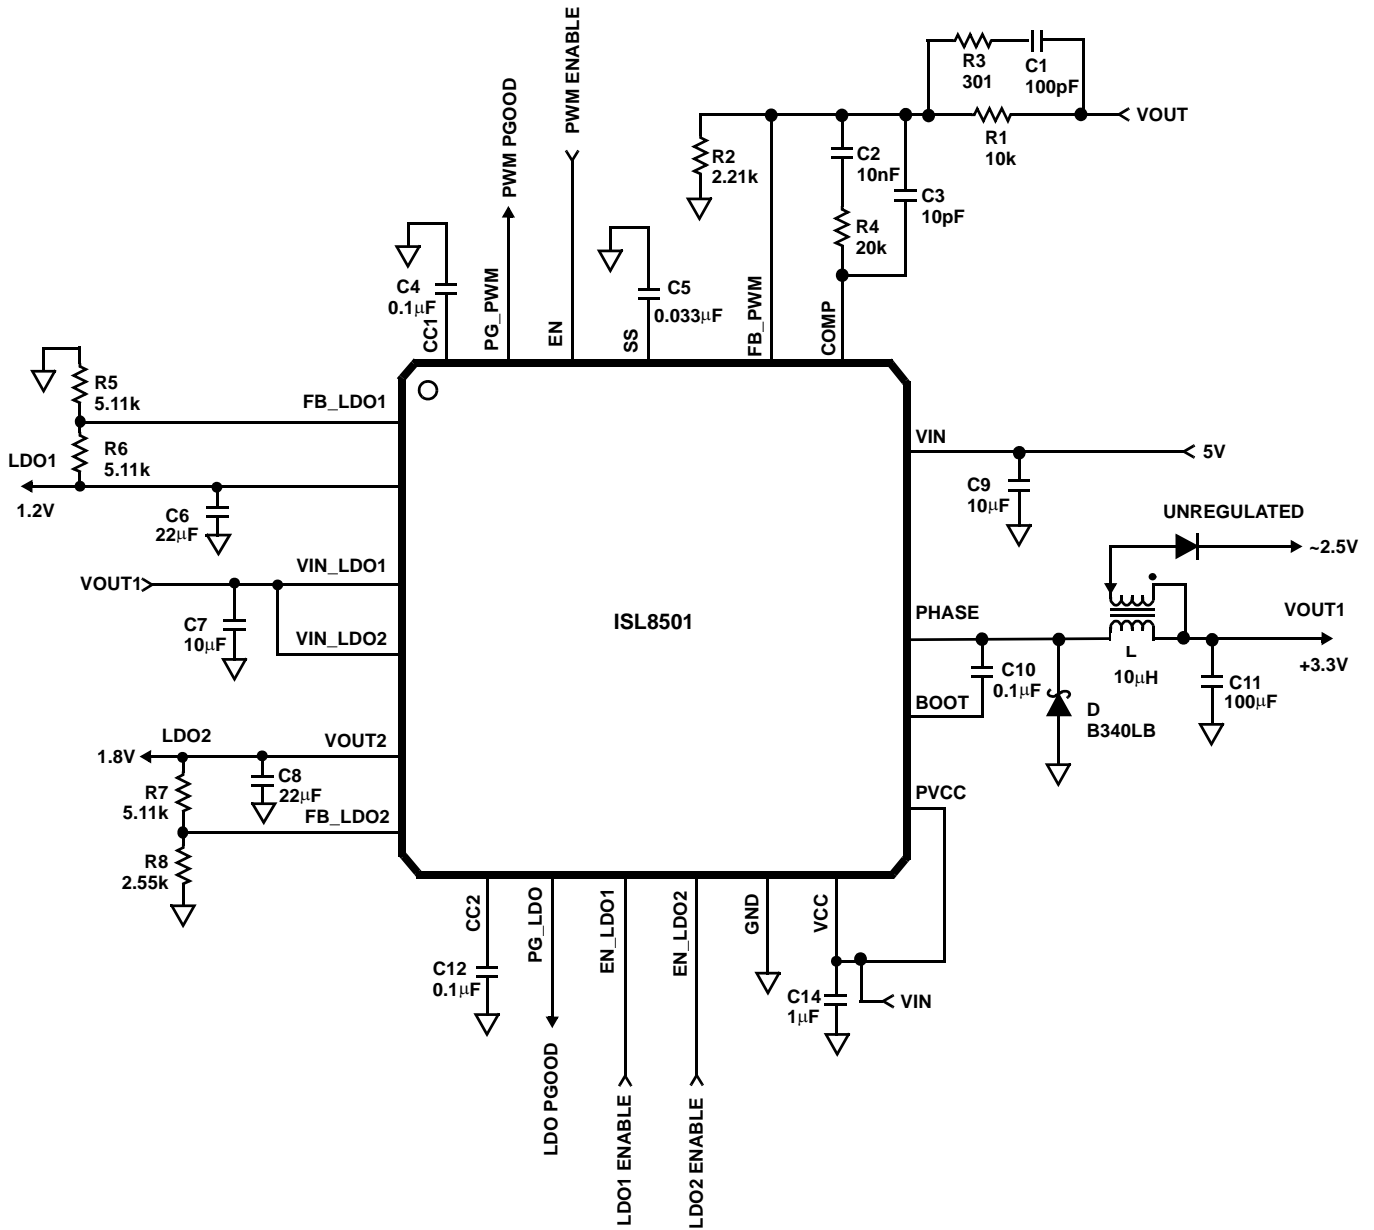 PWM ENABLE
PWM PGOOD
R3
301
C1
100pF
VOUT
R1
10k
R2
2.21k
C2
10nF
C3
10pF
R4
20k
C4
0.1µF
C5
0.033µF
CC1
PG_PWM
EN
SS
FB_PWM
COMP
R5
5.11k
FB_LDO1
R6
5.11k
LDO1
1.2V
C6
22µF
VIN
5V
C9
10µF
UNREGULATED
~2.5V
VOUT1
VIN_LDO1
C7
10µF
VIN_LDO2
ISL8501
PHASE
VOUT1
+3.3V
L
10µH
C10
0.1µF
C11
100µF
BOOT
D
B340LB
LDO2
1.8V
VOUT2
C8
22µF
R7
5.11k
FB_LDO2
R8
2.55k
PVCC
CC2
PG_LDO
EN_LDO1
EN_LDO2
GND
VCC
C12
0.1µF
C14
1µF
VIN
LDO PGOOD
LDO1 ENABLE
LDO2 ENABLE